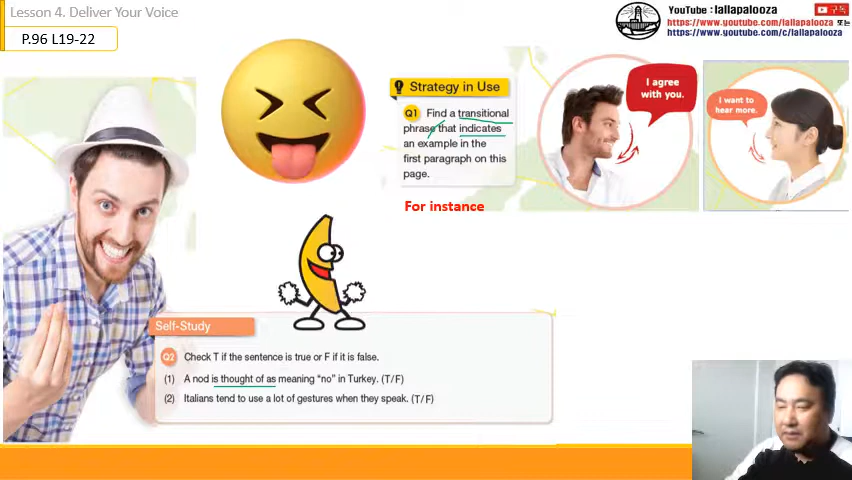 Lesson 4. Deliver Your Voice
P.96 L19-22
YouTube : lallapalooza
구독
https://www.youtube.com/lallapalooza 또는
https://www.youtube.com/c/lallapalooza
Strategy in Use
Q1 Find a transitional
phrase that indicates
an example in the
first paragraph on this
page.
For instance
I agree
with you.
I want to
hear more.
Self-Study
Q2 Check T if the sentence is true or F if it is false.
(1) A nod is thought of as meaning “no” in Turkey. (T/F)
(2) Italians tend to use a lot of gestures when they speak. (T/F)